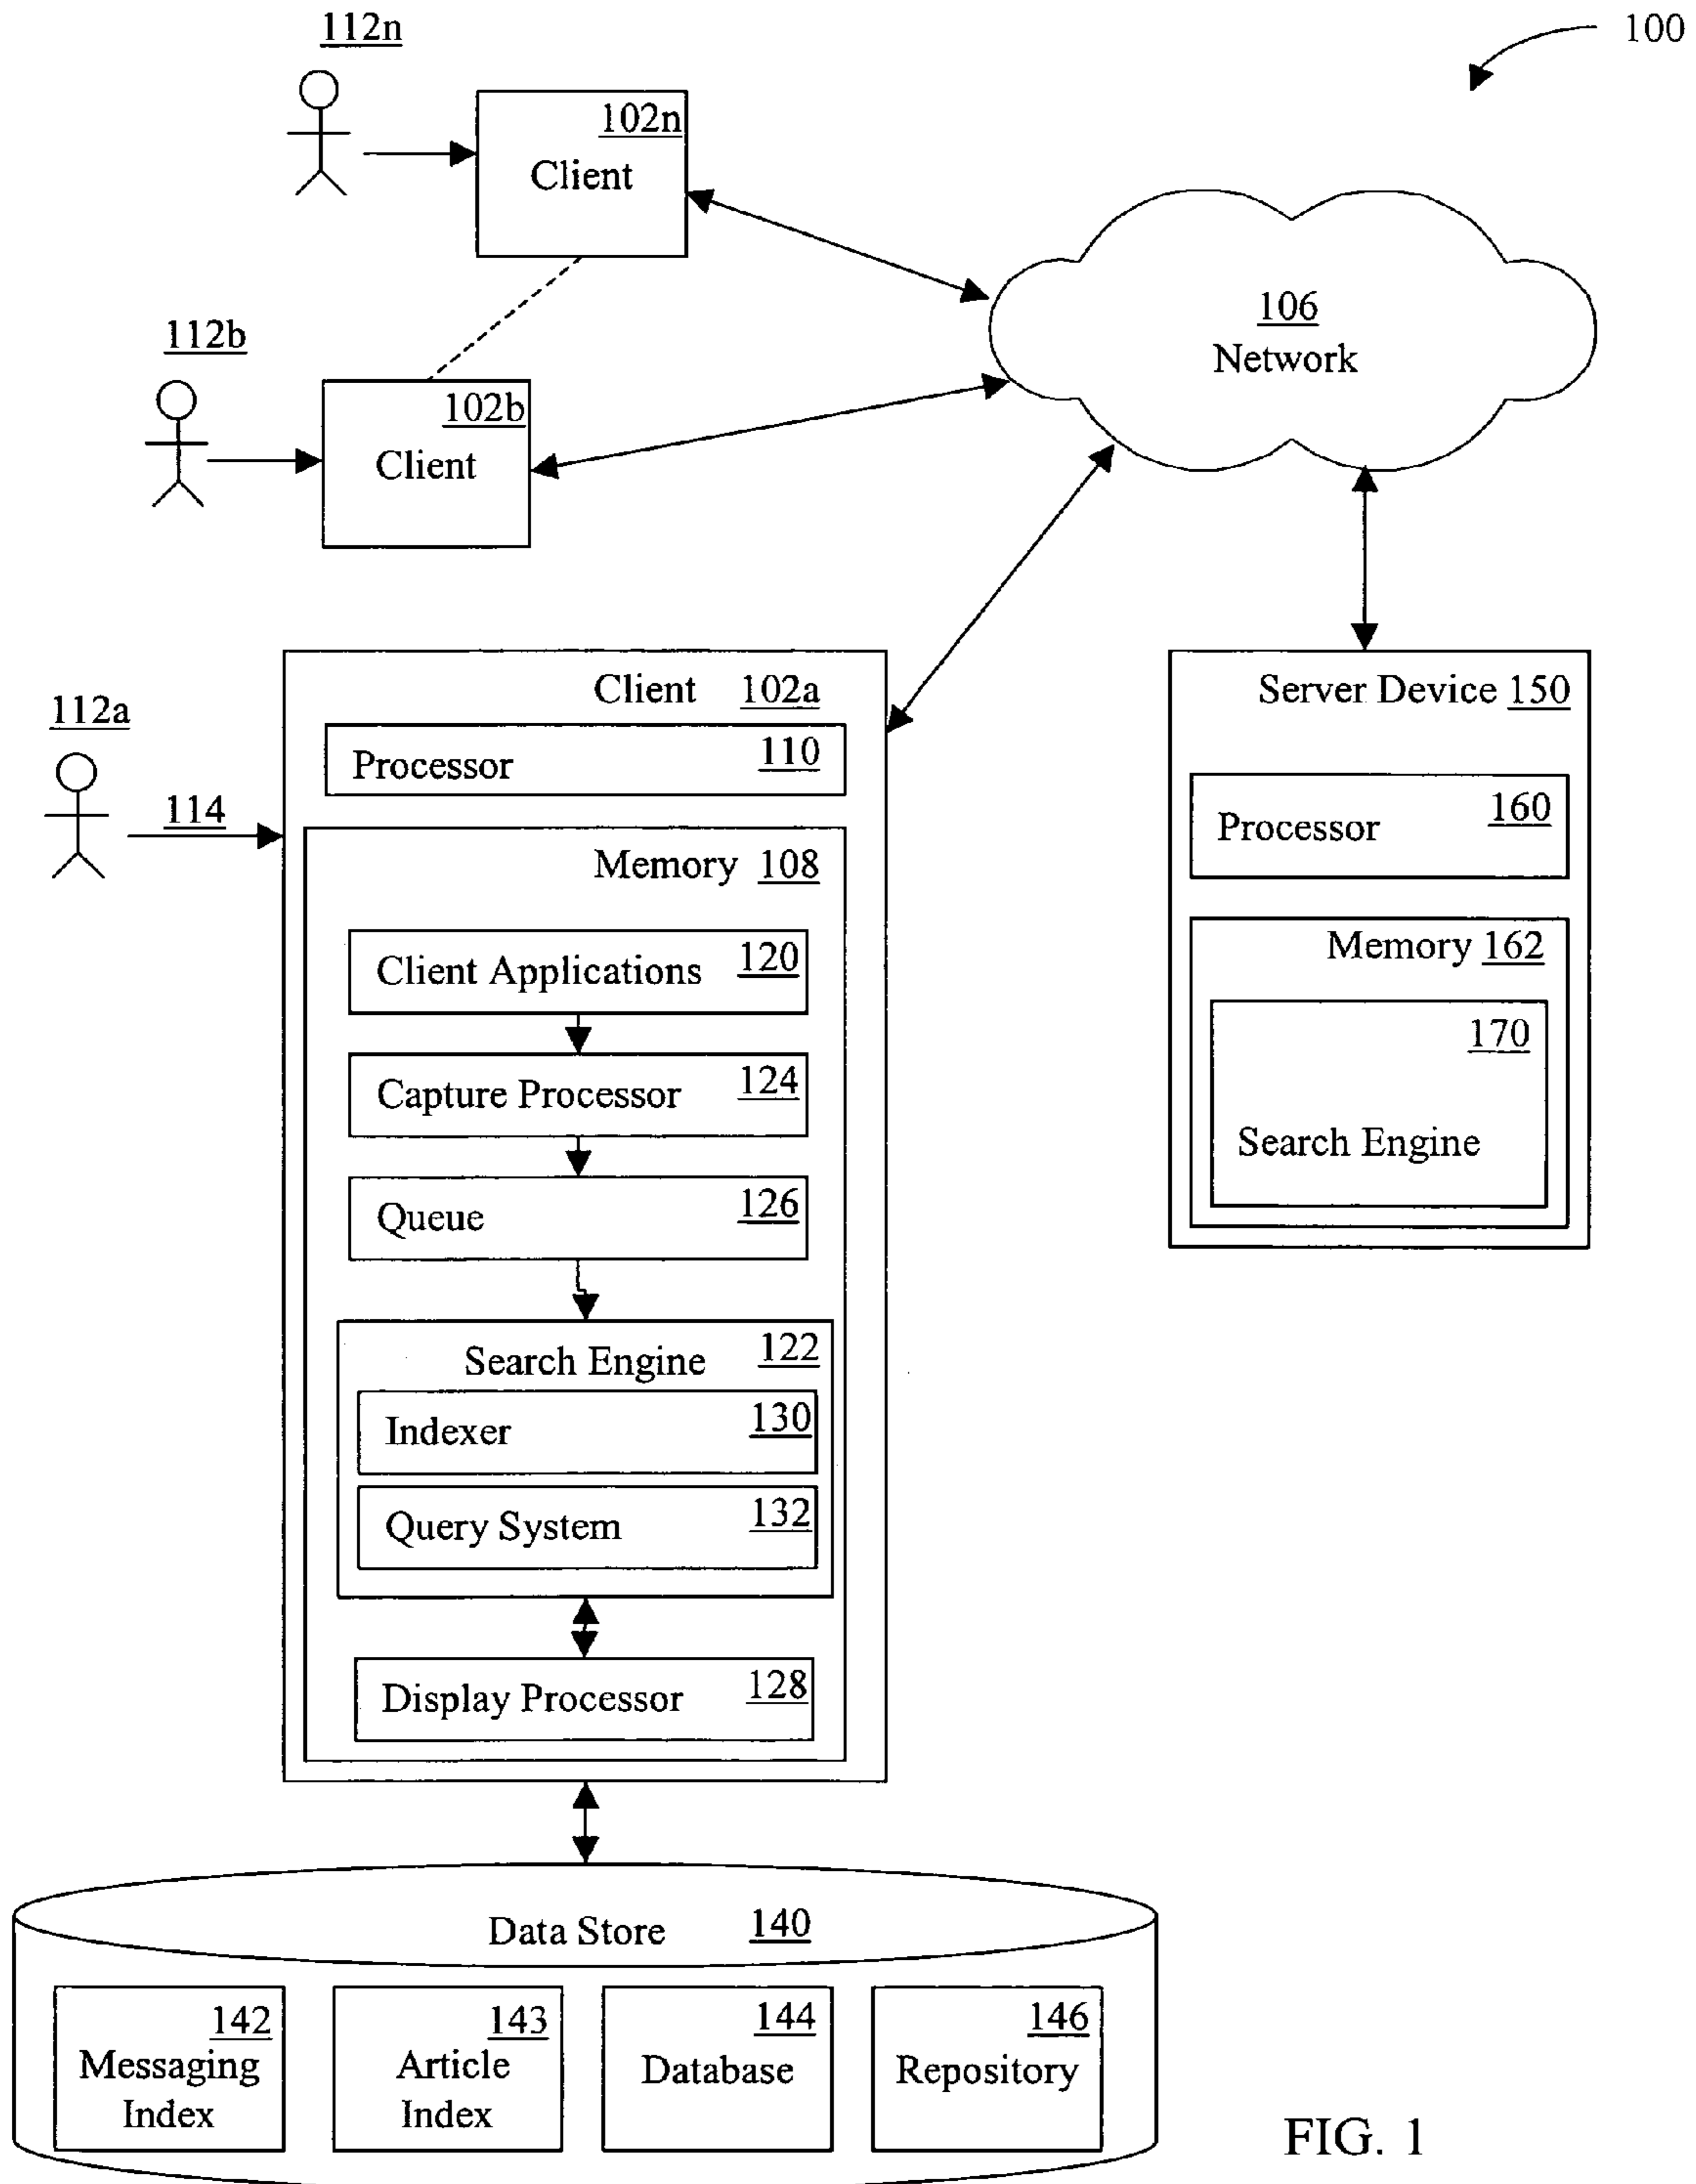 112n
100
102n
Client
106
Network
112b
102b
Client
Client 102a
Server Device 150
112a
Processor 110
114
Processor 160
Memory 108
Memory 162
Client Applications 120
170
Search Engine
Capture Processor 124
Queue 126
Search Engine 122
Indexer 130
Query System 132
Display Processor 128
Data Store 140
142
Messaging
Index
143
Article
Index
144
Database
146
Repository
FIG. 1